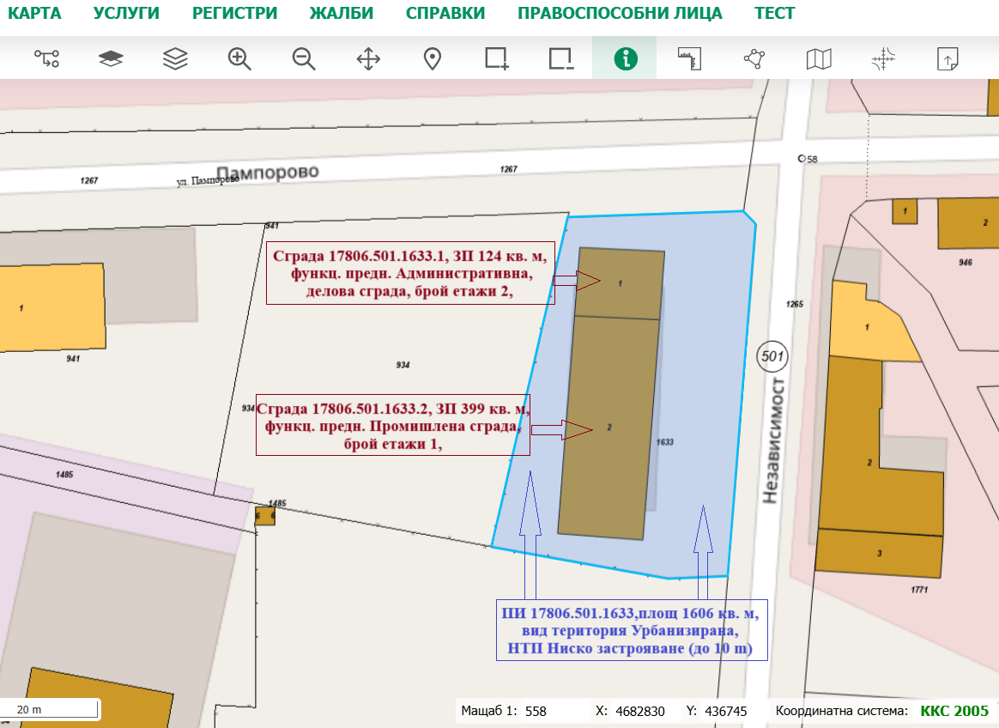 КАРТА УСЛУГИ РЕГИСТРИ ЖАЛБИ СПРАВКИ ПРАВОСПОСОБНИ ЛИЦА ТЕСТ
58
Пампорово
1267
ул. Пампорово
1267
1
2
941
946
Сграда 17806.501.1633.1, ЗП 124 кв. м,
функц. предн. Административна,
делова сграда, брой етажи 2,
1
1
1265
1
941
934
501
934
Сграда 17806.501.1633.2, ЗП 399 кв. м,
функц. предн. Промишлена сграда,
брой етажи 1,
2
1633
Независимост
2
1485
1485
6 6
3
1771
ПИ 17806.501.1633,площ 1606 кв. м,
вид територия Урбанизирана,
НТП Ниско застрояване (до 10 m)
20 m
Мащаб 1: 558 X: 4682830 Y: 436745 Координатна система: ККС 2005